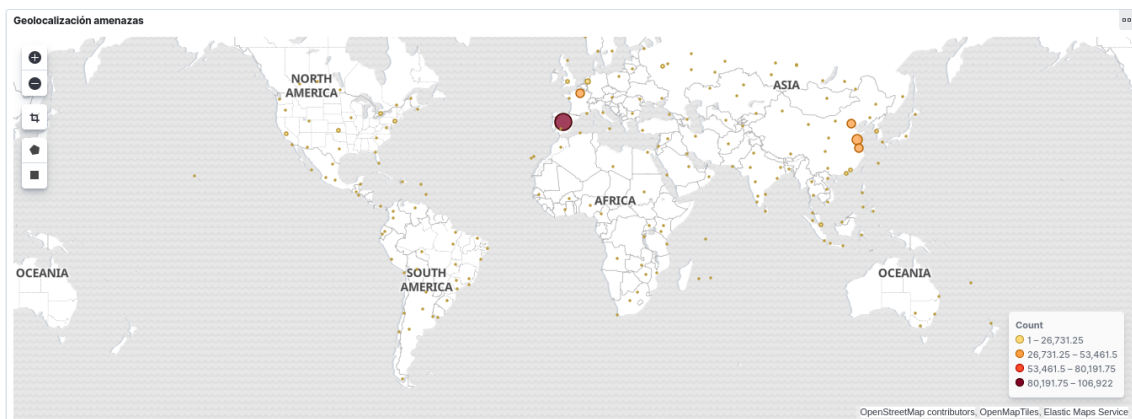 Geolocalización amenazas
NORTH
AMERICA
ASIA
AFRICA
OCEANIA
SOUTH
AMERICA
OCEANIA
Count
1 – 26,731.25
26,731.25 – 53,461.5
53,461.5 – 80,191.75
80,191.75 – 106,922
OpenStreetMap contributors, OpenMapTiles, Elastic Maps Service